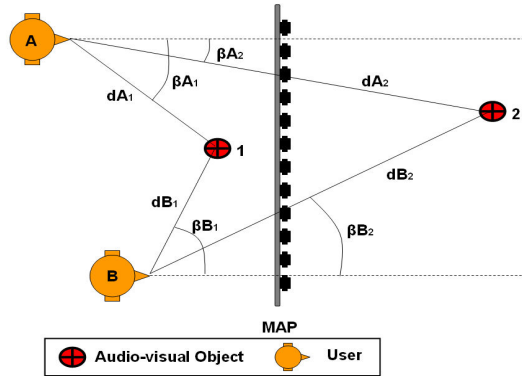 A
βA₂
βA₁
dA₁
dA₂
2
1
dB₂
dB₁
βB₁
βB₂
B
MAP
Audio-visual Object
User